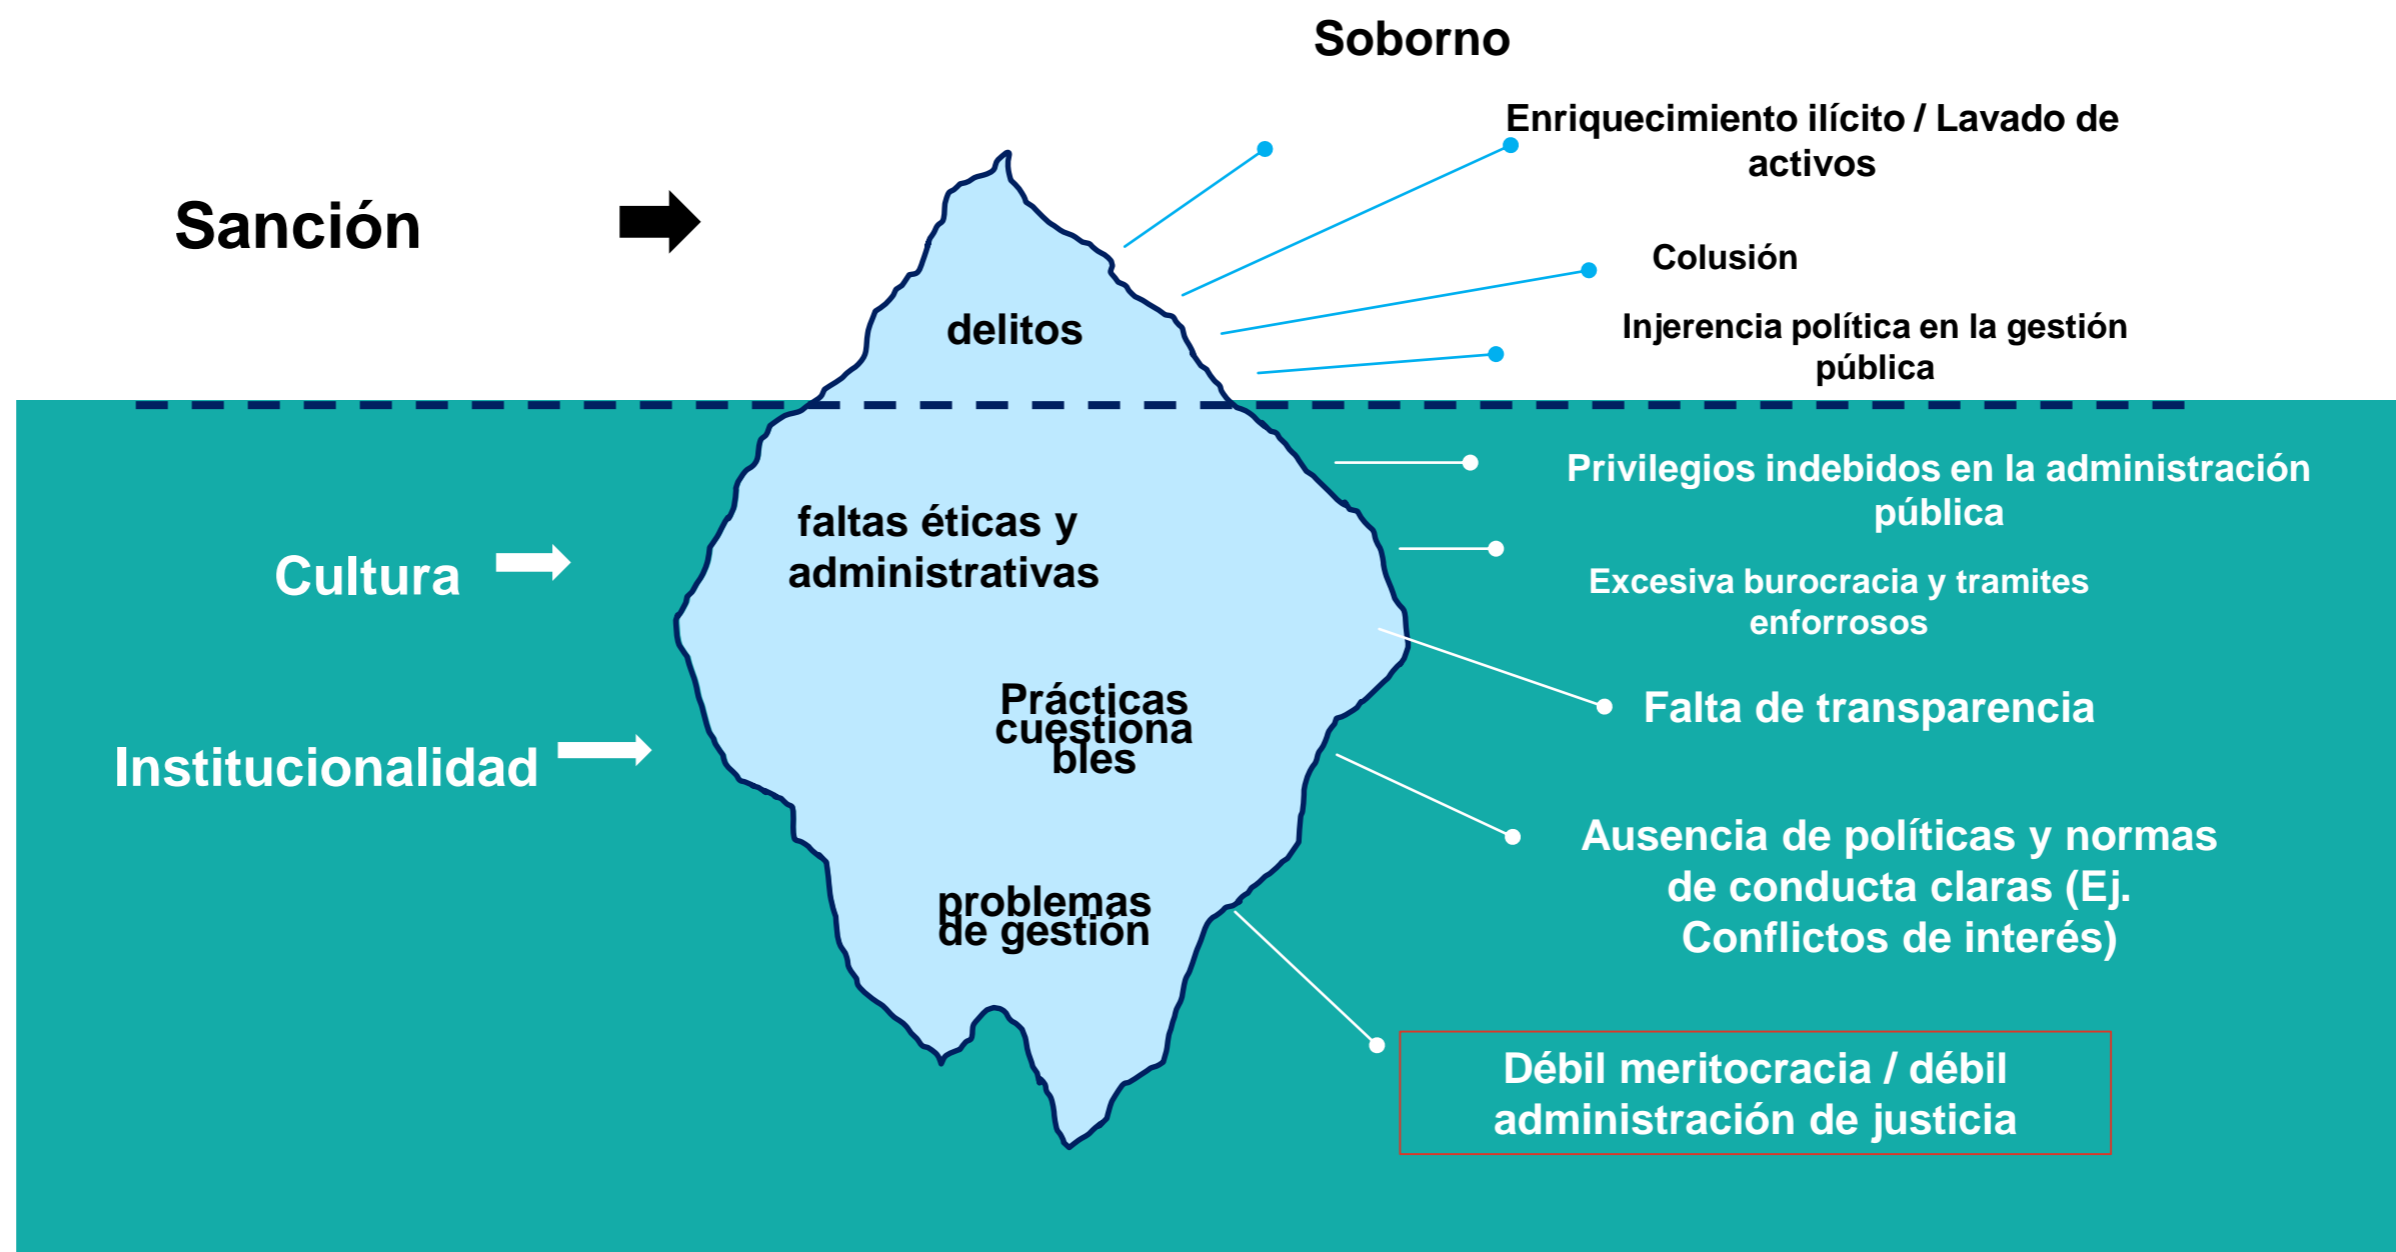 Soborno
Enriquecimiento ilícito / Lavado de
activos
Sanción
Colusión
delitos
Injerencia política en la gestión
pública
Privilegios indebidos en la administración
pública
faltas éticas y
administrativas
Cultura
Excesiva burocracia y tramites
enforrosos
Prácticas
cuestiona
bles
Falta de transparencia
Institucionalidad
Ausencia de políticas y normas
de conducta claras (Ej.
Conflictos de interés)
problemas
de gestión
Débil meritocracia / débil
administración de justicia